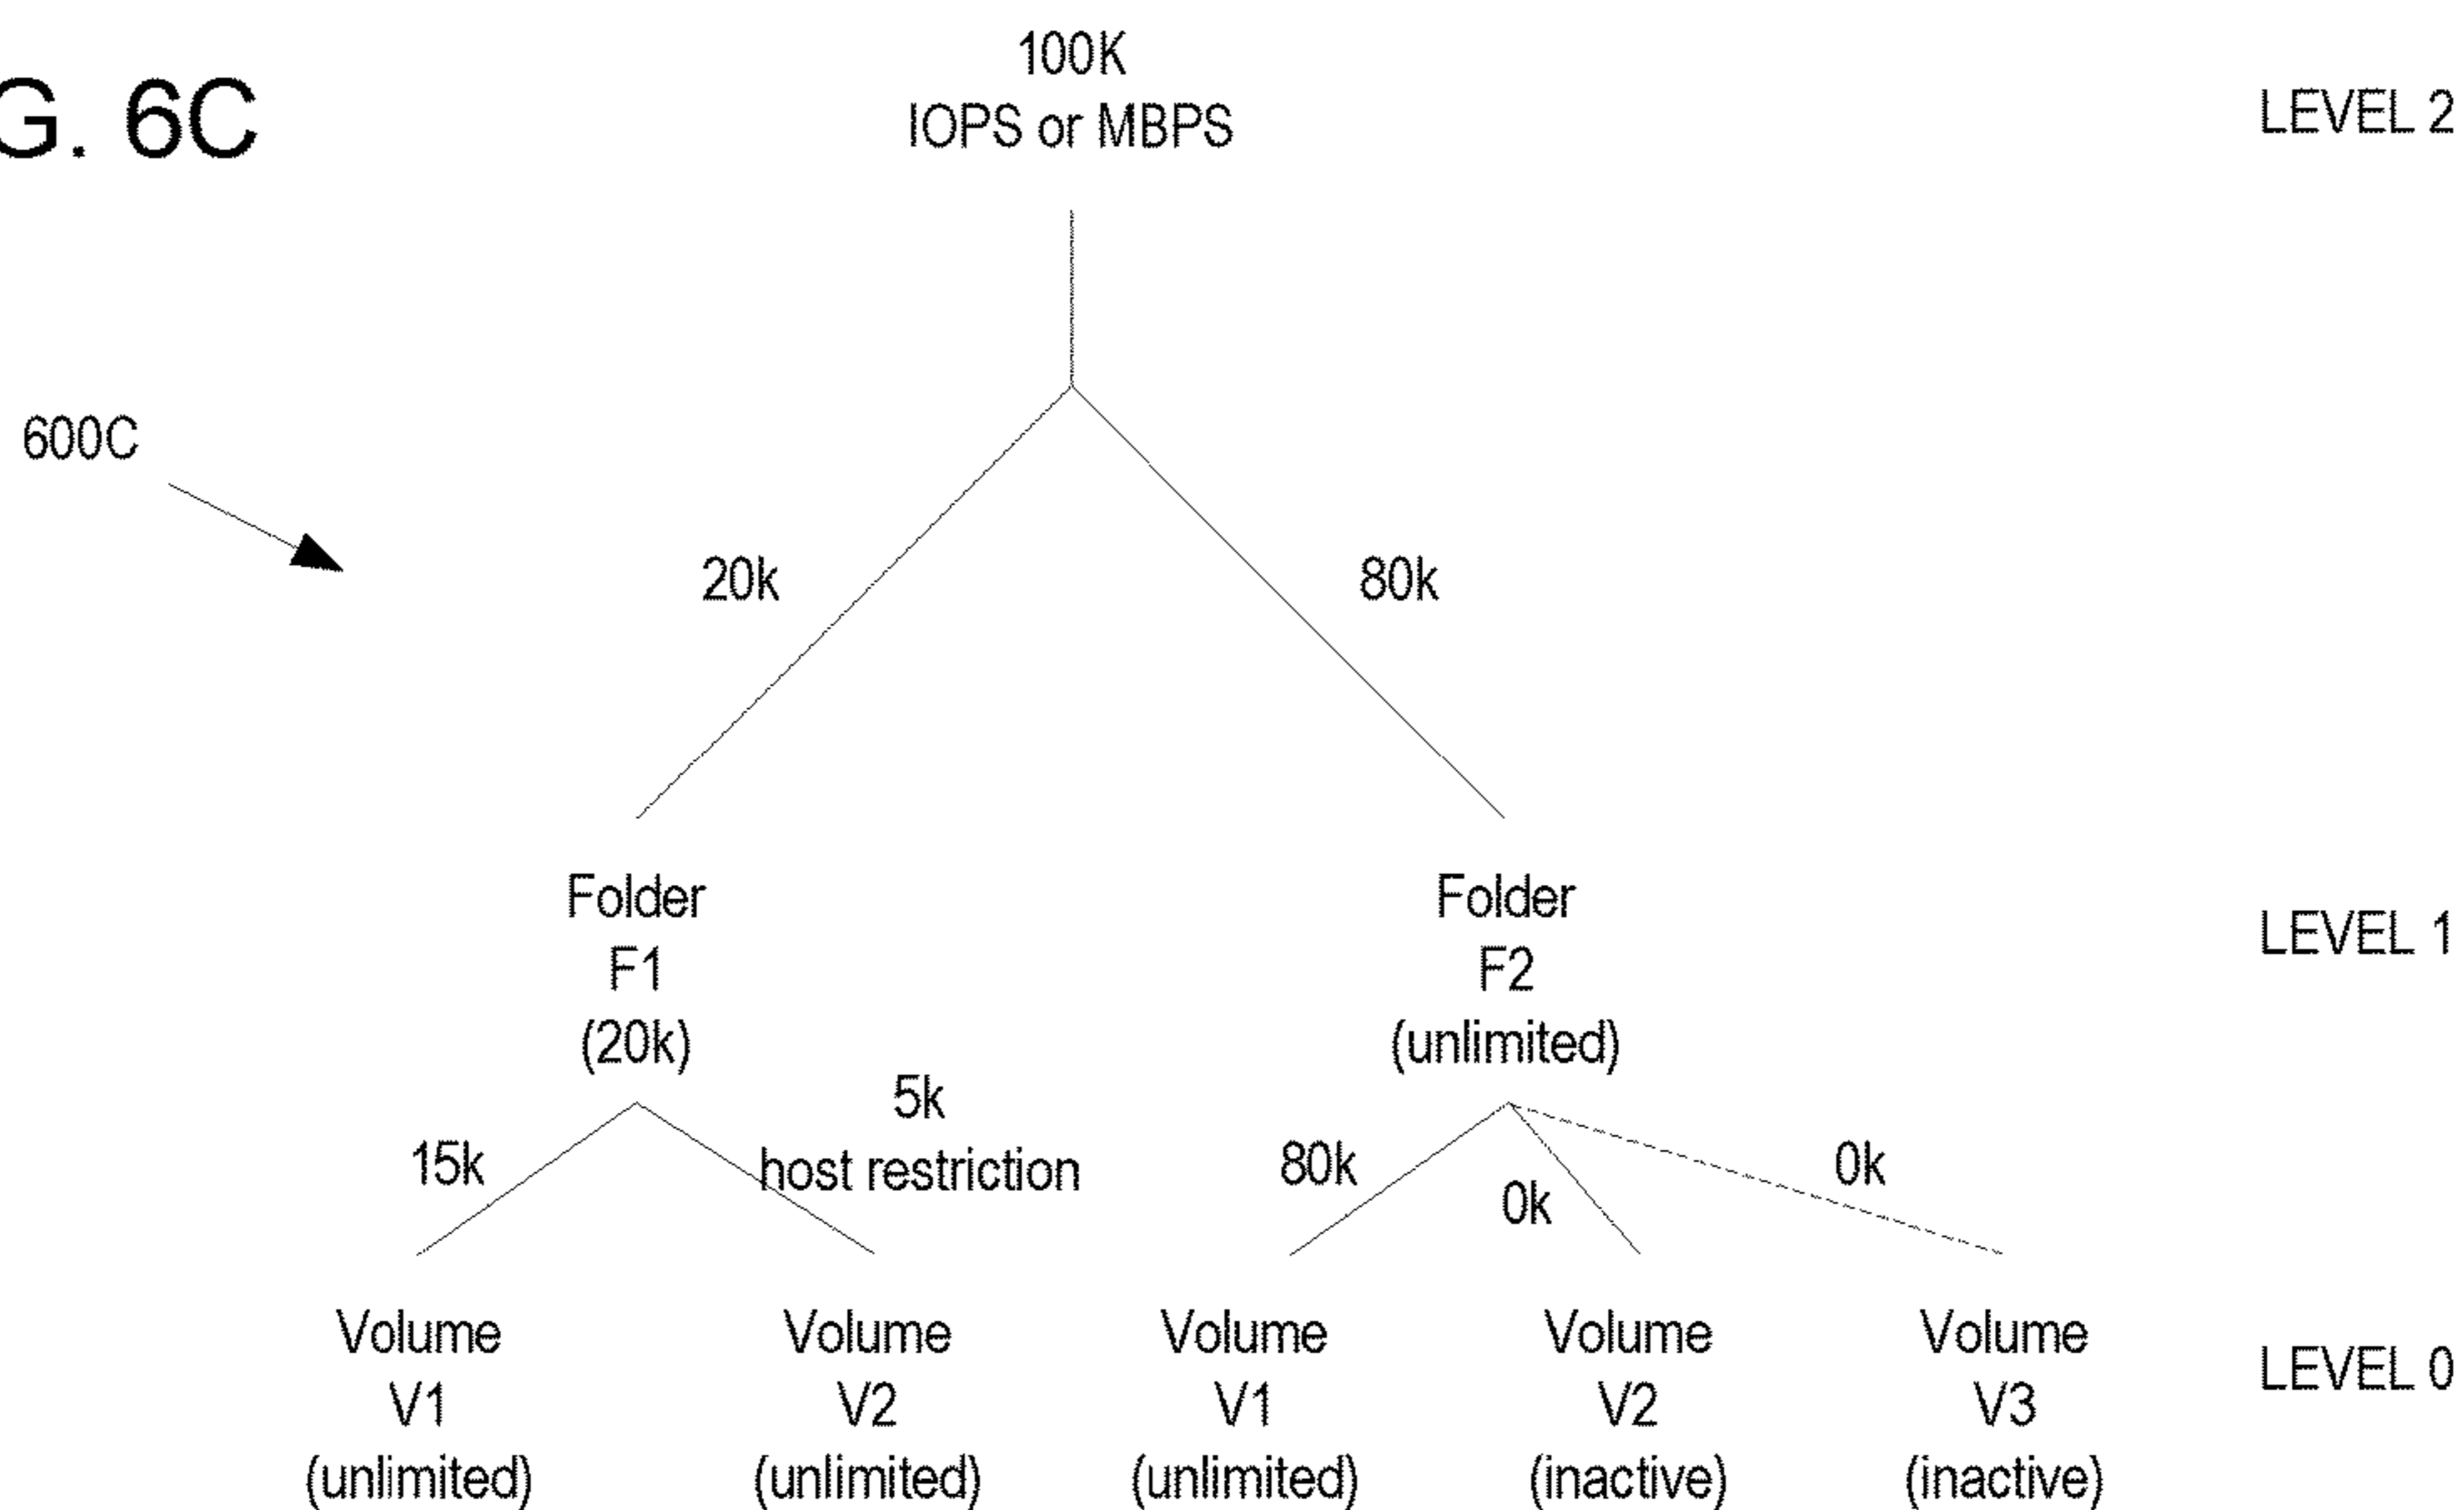 G. 6C
100K
IOPS or MBPS
LEVEL 2
600C
20k
80k
Folder
F1
(20k)
Folder
F2
(unlimited)
LEVEL 1
15k
5k
host restriction
80k
0k
0k
Volume
V1
(unlimited)
Volume
V2
(unlimited)
Volume
V1
(unlimited)
Volume
V2
(inactive)
Volume
V3
(inactive)
LEVEL 0